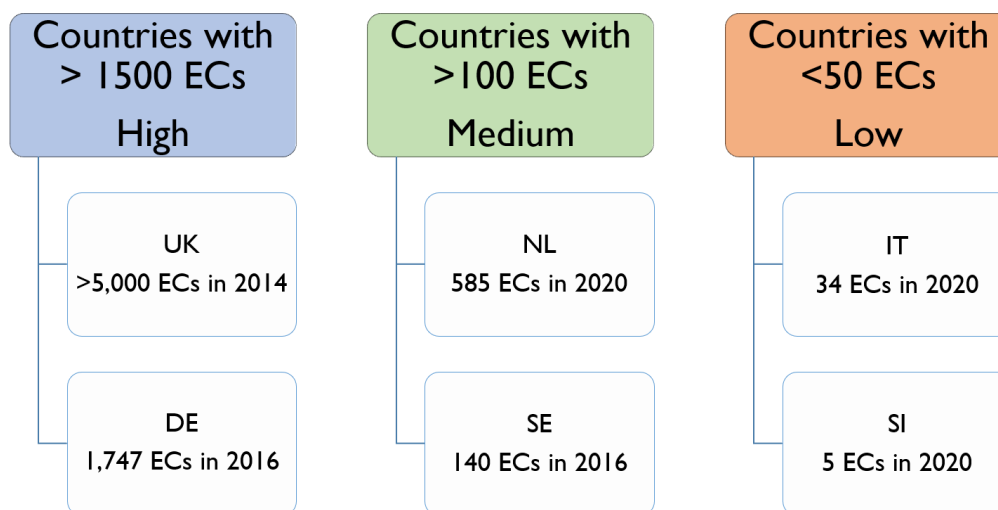 Countries with
> 1500 ECs
High
UK
>5,000 ECs in 2014
DE
1,747 ECs in 2016
Countries with
>100 ECs
Medium
NL
585 ECs in 2020
SE
140 ECs in 2016
Countries with
<50 ECs
Low
IT
34 ECs in 2020
SI
5 ECs in 2020